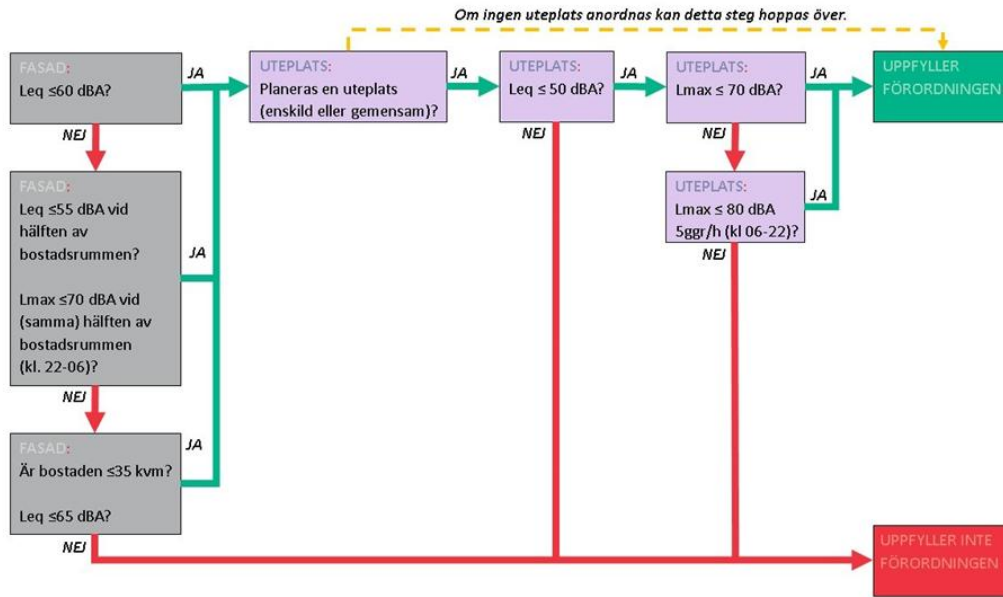 Om ingen uteplats anordnas kan detta steg hoppas över.
FASAD:
Leq ≤60 dBA?
JA
NEJ
UTEPLATS:
Planeras en uteplats
(enskild eller gemensam)?
JA
UTEPLATS:
Leq ≤ 50 dBA?
JA
NEJ
UTEPLATS:
Lmax ≤ 70 dBA?
JA
NEJ
UPPFYLLER
FÖRORDNINGEN
FASAD:
Leq ≤55 dBA vid
hälften av
bostadsrummen?
Lmax ≤70 dBA vid
(samma) hälften av
bostadsrummen
(kl. 22-06)?
JA
NEJ
UTEPLATS:
Lmax ≤ 80 dBA
5ggr/h (kl 06-22)?
JA
NEJ
FASAD:
Är bostaden ≤35 kvm?
Leq ≤65 dBA?
JA
NEJ
UPPFYLLER INTE
FÖRORDNINGEN